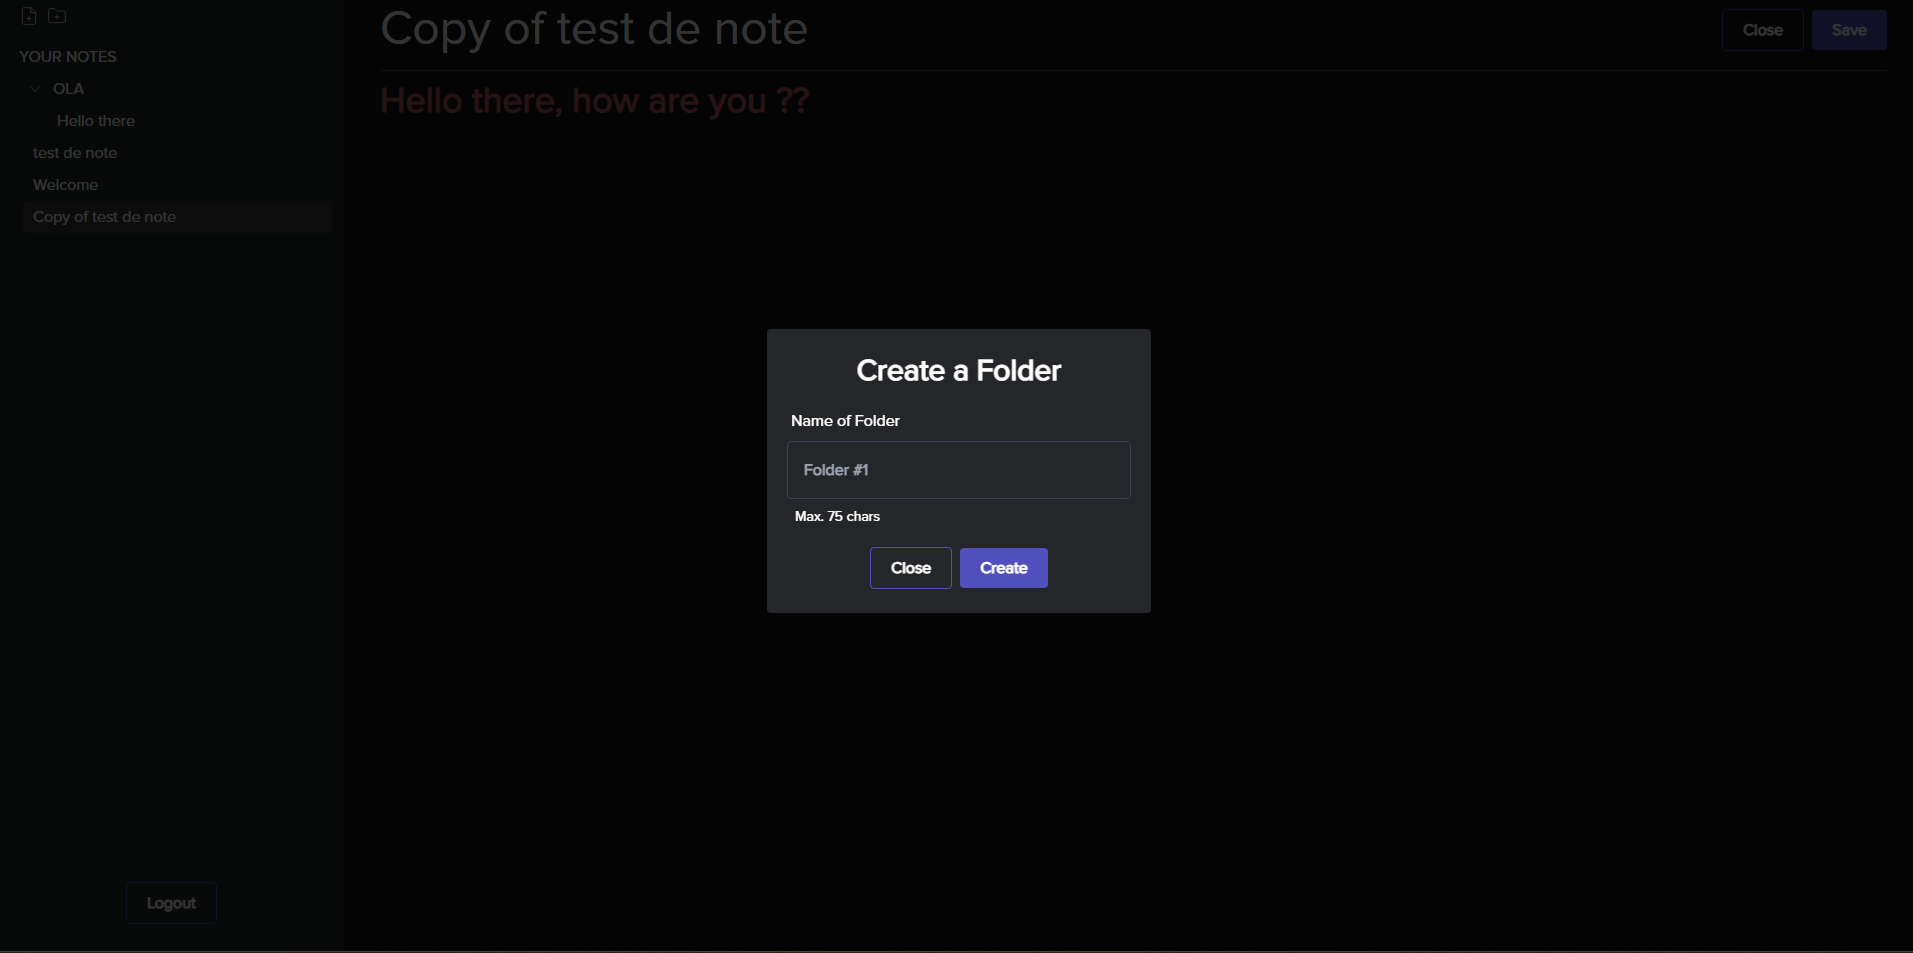 YOUR NOTES
OLA
Hello there
test de note
Welcome
Copy of test de note
Logout
Copy of test de note
Close
Save
Hello there, how are you ??
Create a Folder
Name of Folder
Folder #1
Max. 75 chars
Close
Create